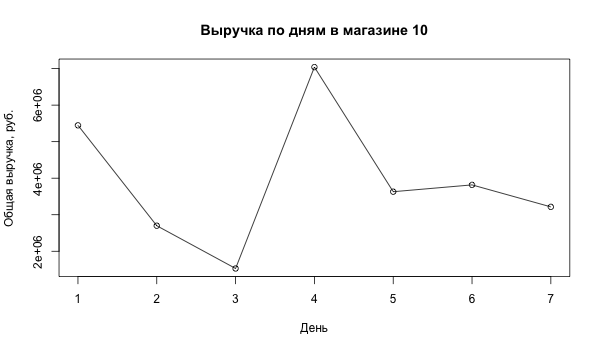 Выручка по дням в магазине 10
Общая выручка, руб.
6e+06
4e+06
2e+06
1 2 3 4 5 6 7
День